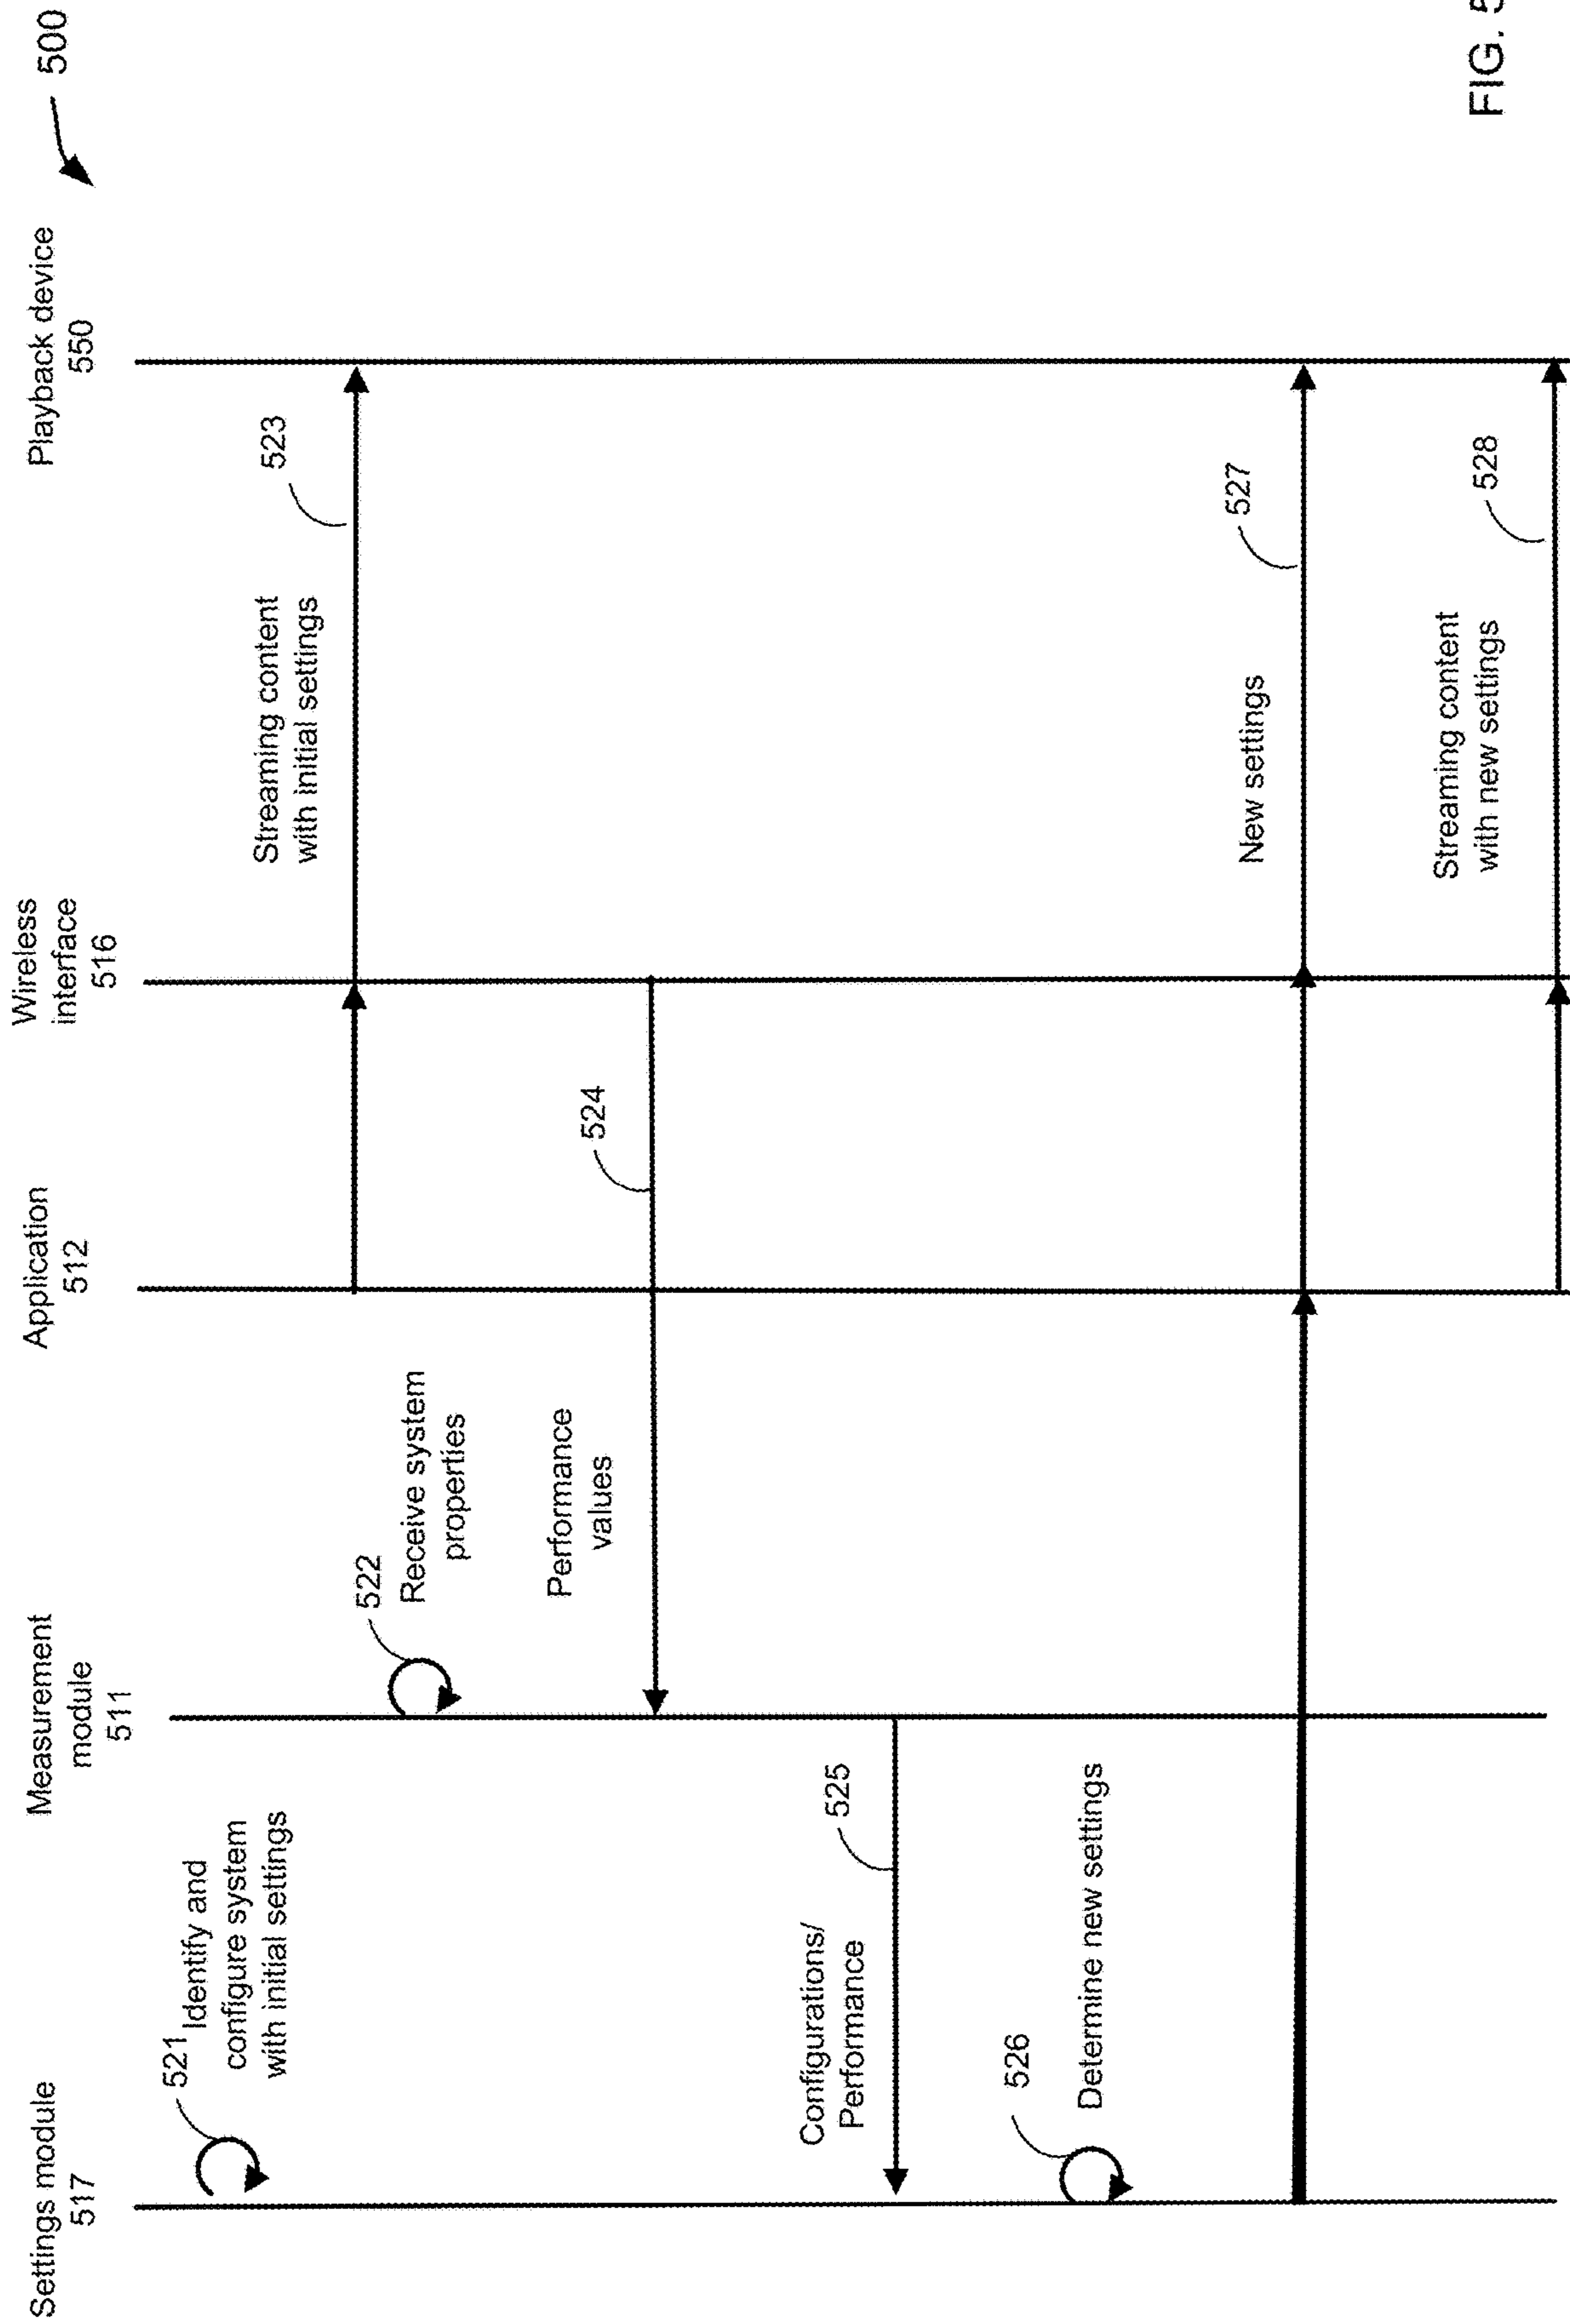 500
Settings module
517
Measurement
module
511
Application
512
Wireless
interface
516
Playback device
550
521
Identify and
configure system
with initial settings
Streaming content
with initial settings
523
522
Receive system
properties
Performance
values
524
Configurations/
Performance
525
526
Determine new settings
New settings
527
Streaming content
with new settings
528
FIG. 5